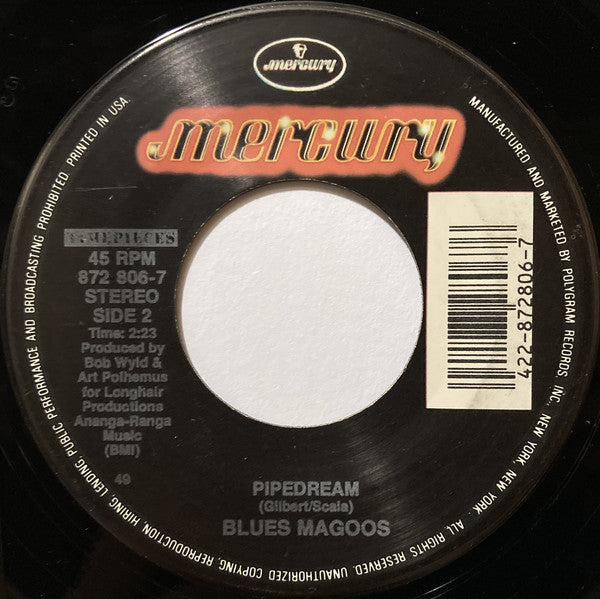 mercury
mercury
TIMEPIECES
45 RPM
872 806-7
STEREO
SIDE 2
Time: 2:23
Produced by
Bob Wyld &
Art Polhemus
for Longhair
Productions
Ananga-Ranga
Music
(BMI)
49
422-872806-7
PIPEDREAM
(Gilbert/Scala)
BLUES MAGOOS
MANUFACTURED AND MARKETED BY POLYGRAM RECORDS, INC. NEW YORK, NEW YORK. ALL RIGHTS RESERVED. UNAUTHORIZED COPYING, REPRODUCTION, HIRING, LENDING, PUBLIC PERFORMANCE AND BROADCASTING PROHIBITED. PRINTED IN USA.